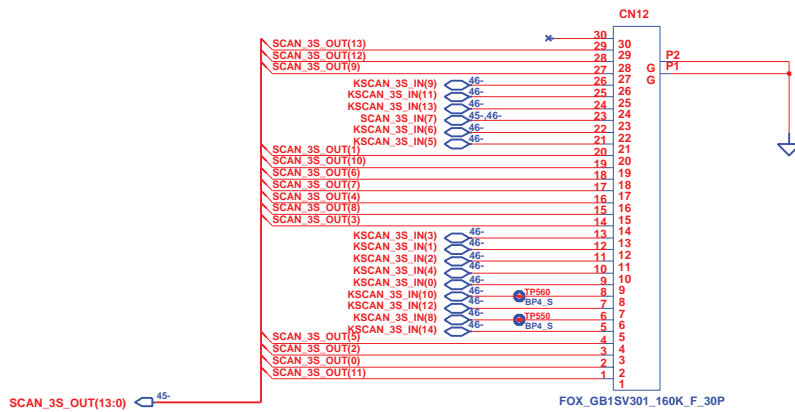 CN12
30
SCAN_3S_OUT(13) 29 30
SCAN_3S_OUT(12) 28 29 P2
SCAN_3S_OUT(9) 27 28 G P1
KSCAN_3S_IN(9) 46- 26 27 G
KSCAN_3S_IN(11) 46- 25 26
KSCAN_3S_IN(13) 46- 24 25
SCAN_3S_IN(7) 45-,46- 23 24
KSCAN_3S_IN(6) 46- 22 23
KSCAN_3S_IN(5) 46- 21 22
SCAN_3S_OUT(1) 20 21
SCAN_3S_OUT(10) 19 20
SCAN_3S_OUT(6) 18 19
SCAN_3S_OUT(7) 17 18
SCAN_3S_OUT(4) 16 17
SCAN_3S_OUT(8) 15 16
SCAN_3S_OUT(3) 14 15
KSCAN_3S_IN(3) 46- 13 14
KSCAN_3S_IN(1) 46- 12 13
KSCAN_3S_IN(2) 46- 11 12
KSCAN_3S_IN(4) 46- 10 11
KSCAN_3S_IN(0) 46- 9 10
KSCAN_3S_IN(10) 46- TP560 8 9
KSCAN_3S_IN(12) 46- BP4_S 7 8
KSCAN_3S_IN(8) 46- TP550 6 7
KSCAN_3S_IN(14) 46- BP4_S 5 6
SCAN_3S_OUT(5) 4 5
SCAN_3S_OUT(2) 3 4
SCAN_3S_OUT(0) 2 3
SCAN_3S_OUT(11) 1 2
1
SCAN_3S_OUT(13:0) 45- FOX_GB1SV301_160K_F_30P